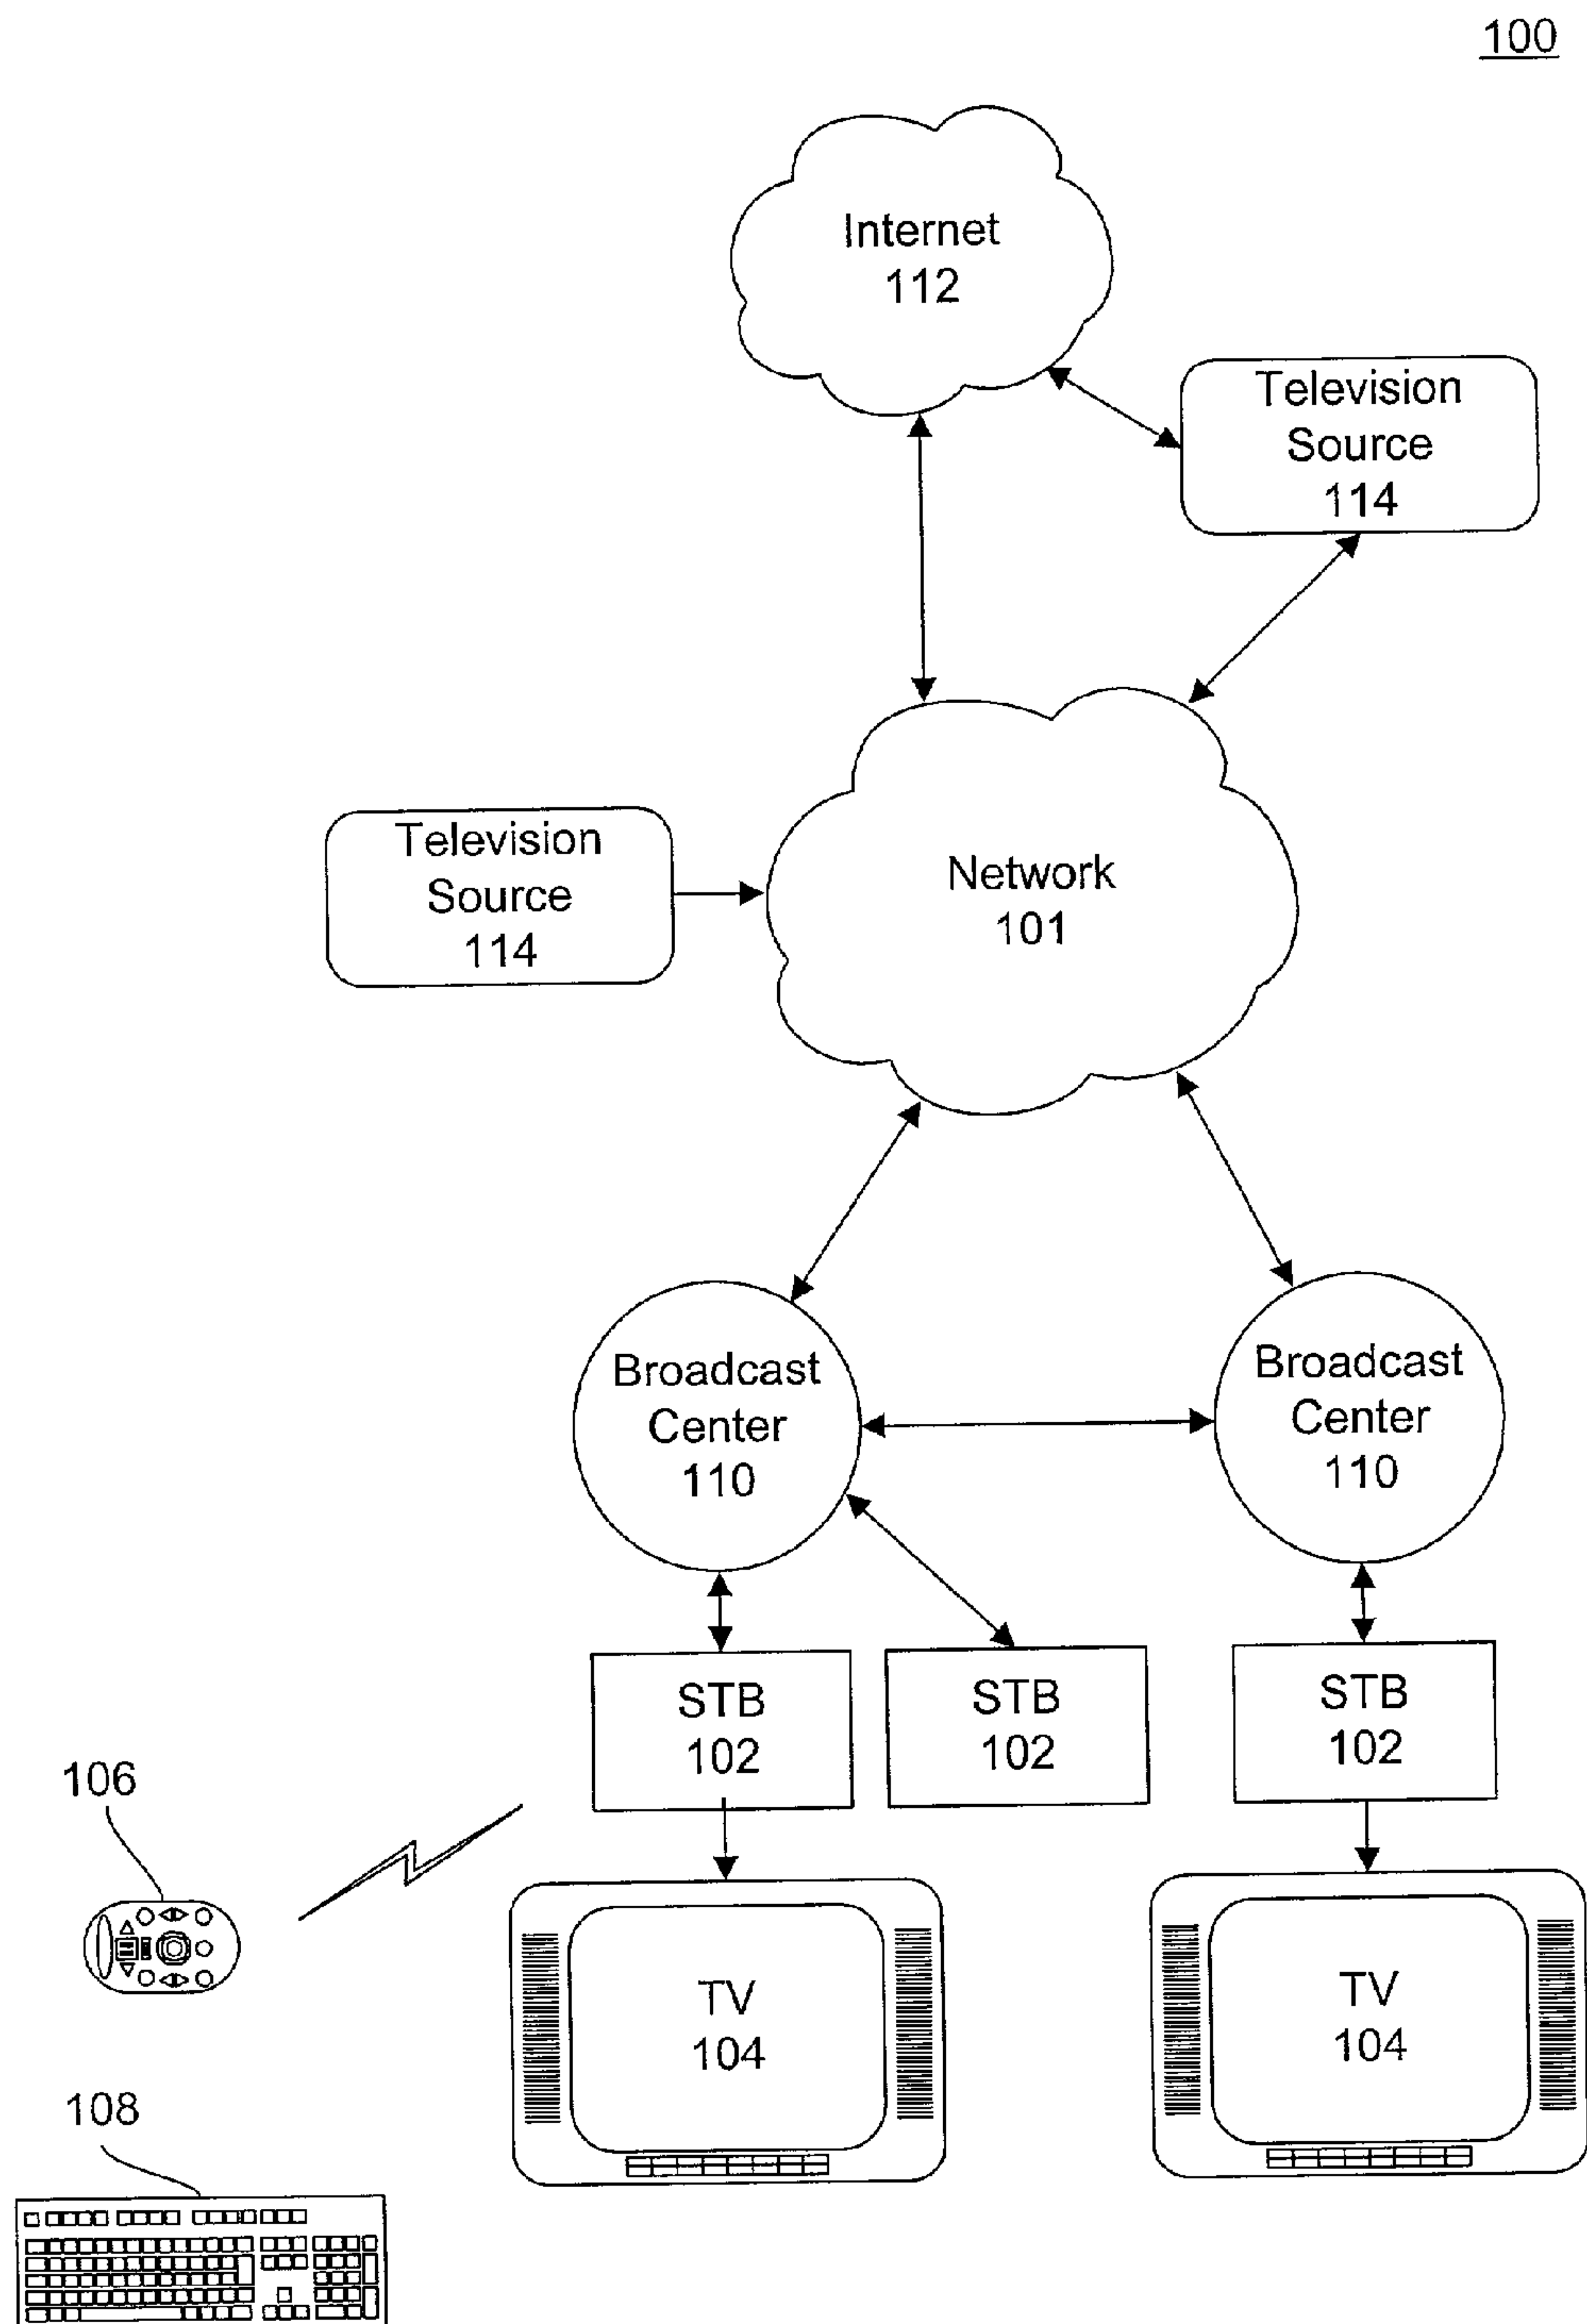 100
Internet
112
Television
Source
114
Television
Source
114
Network
101
Broadcast
Center
110
Broadcast
Center
110
STB
102
STB
102
STB
102
106
TV
104
TV
104
108